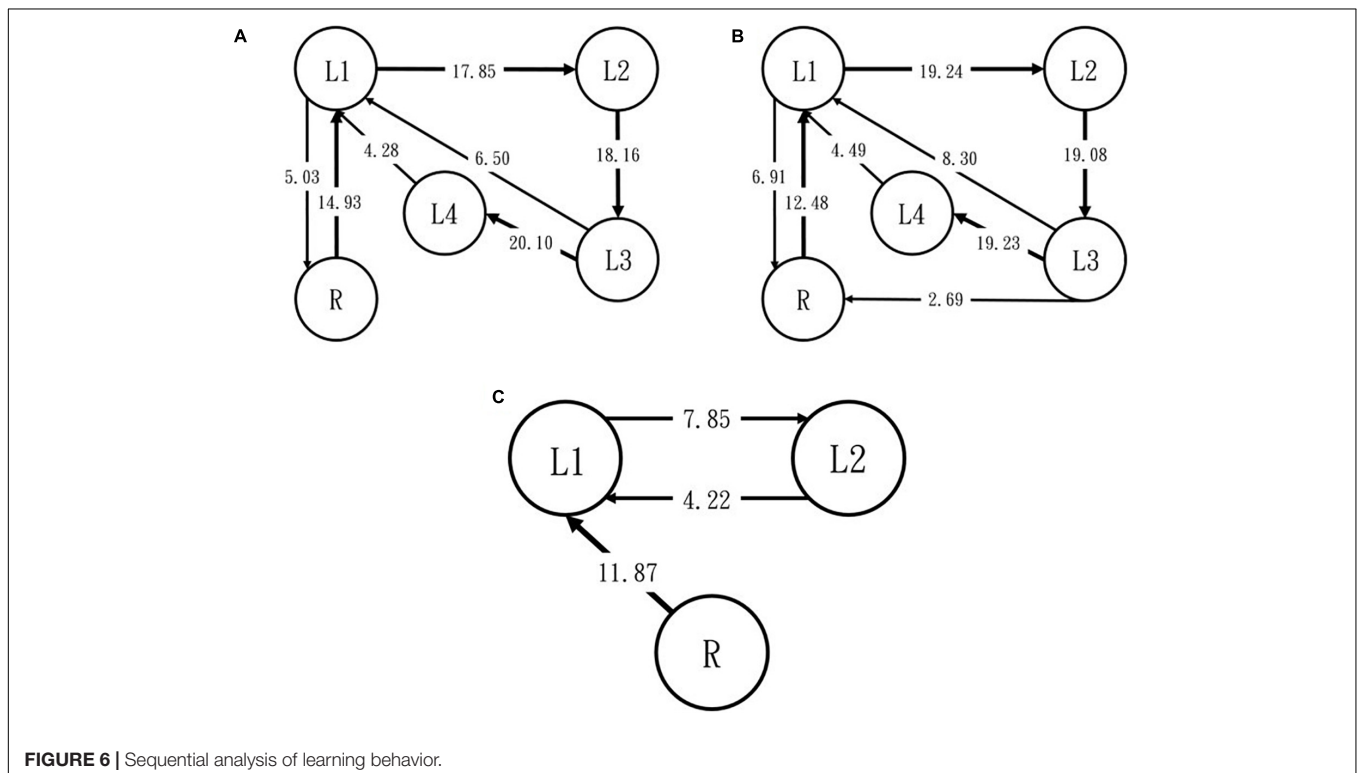 A
L1
17.85
L2
5.03
14.93
4.28
6.50
18.16
L4
20.10
L3
R
B
L1
19.24
L2
6.91
12.48
4.49
8.30
19.08
L4
19.23
L3
R
2.69
C
L1
7.85
L2
4.22
11.87
R
FIGURE 6 | Sequential analysis of learning behavior.